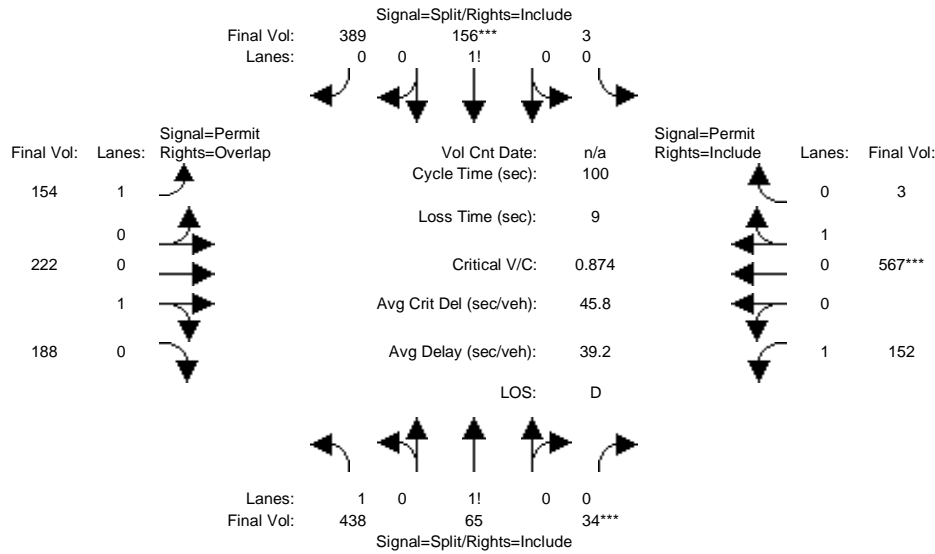 Signal=Split/Rights=Include
Final Vol: 389 156*** 3
Lanes: 0 0 1! 0 0
Signal=Permit Signal=Permit
Final Vol: Lanes: Rights=Overlap Vol Cnt Date: n/a Rights=Include Lanes: Final Vol:
Cycle Time (sec): 100
154 1 0 3
Loss Time (sec): 9
0 1
222 0 Critical V/C: 0.874 0 567***
1 Avg Crit Del (sec/veh): 45.8 0
188 0 Avg Delay (sec/veh): 39.2 1 152
LOS: D
Lanes: 1 0 1! 0 0
Final Vol: 438 65 34***
Signal=Split/Rights=Include